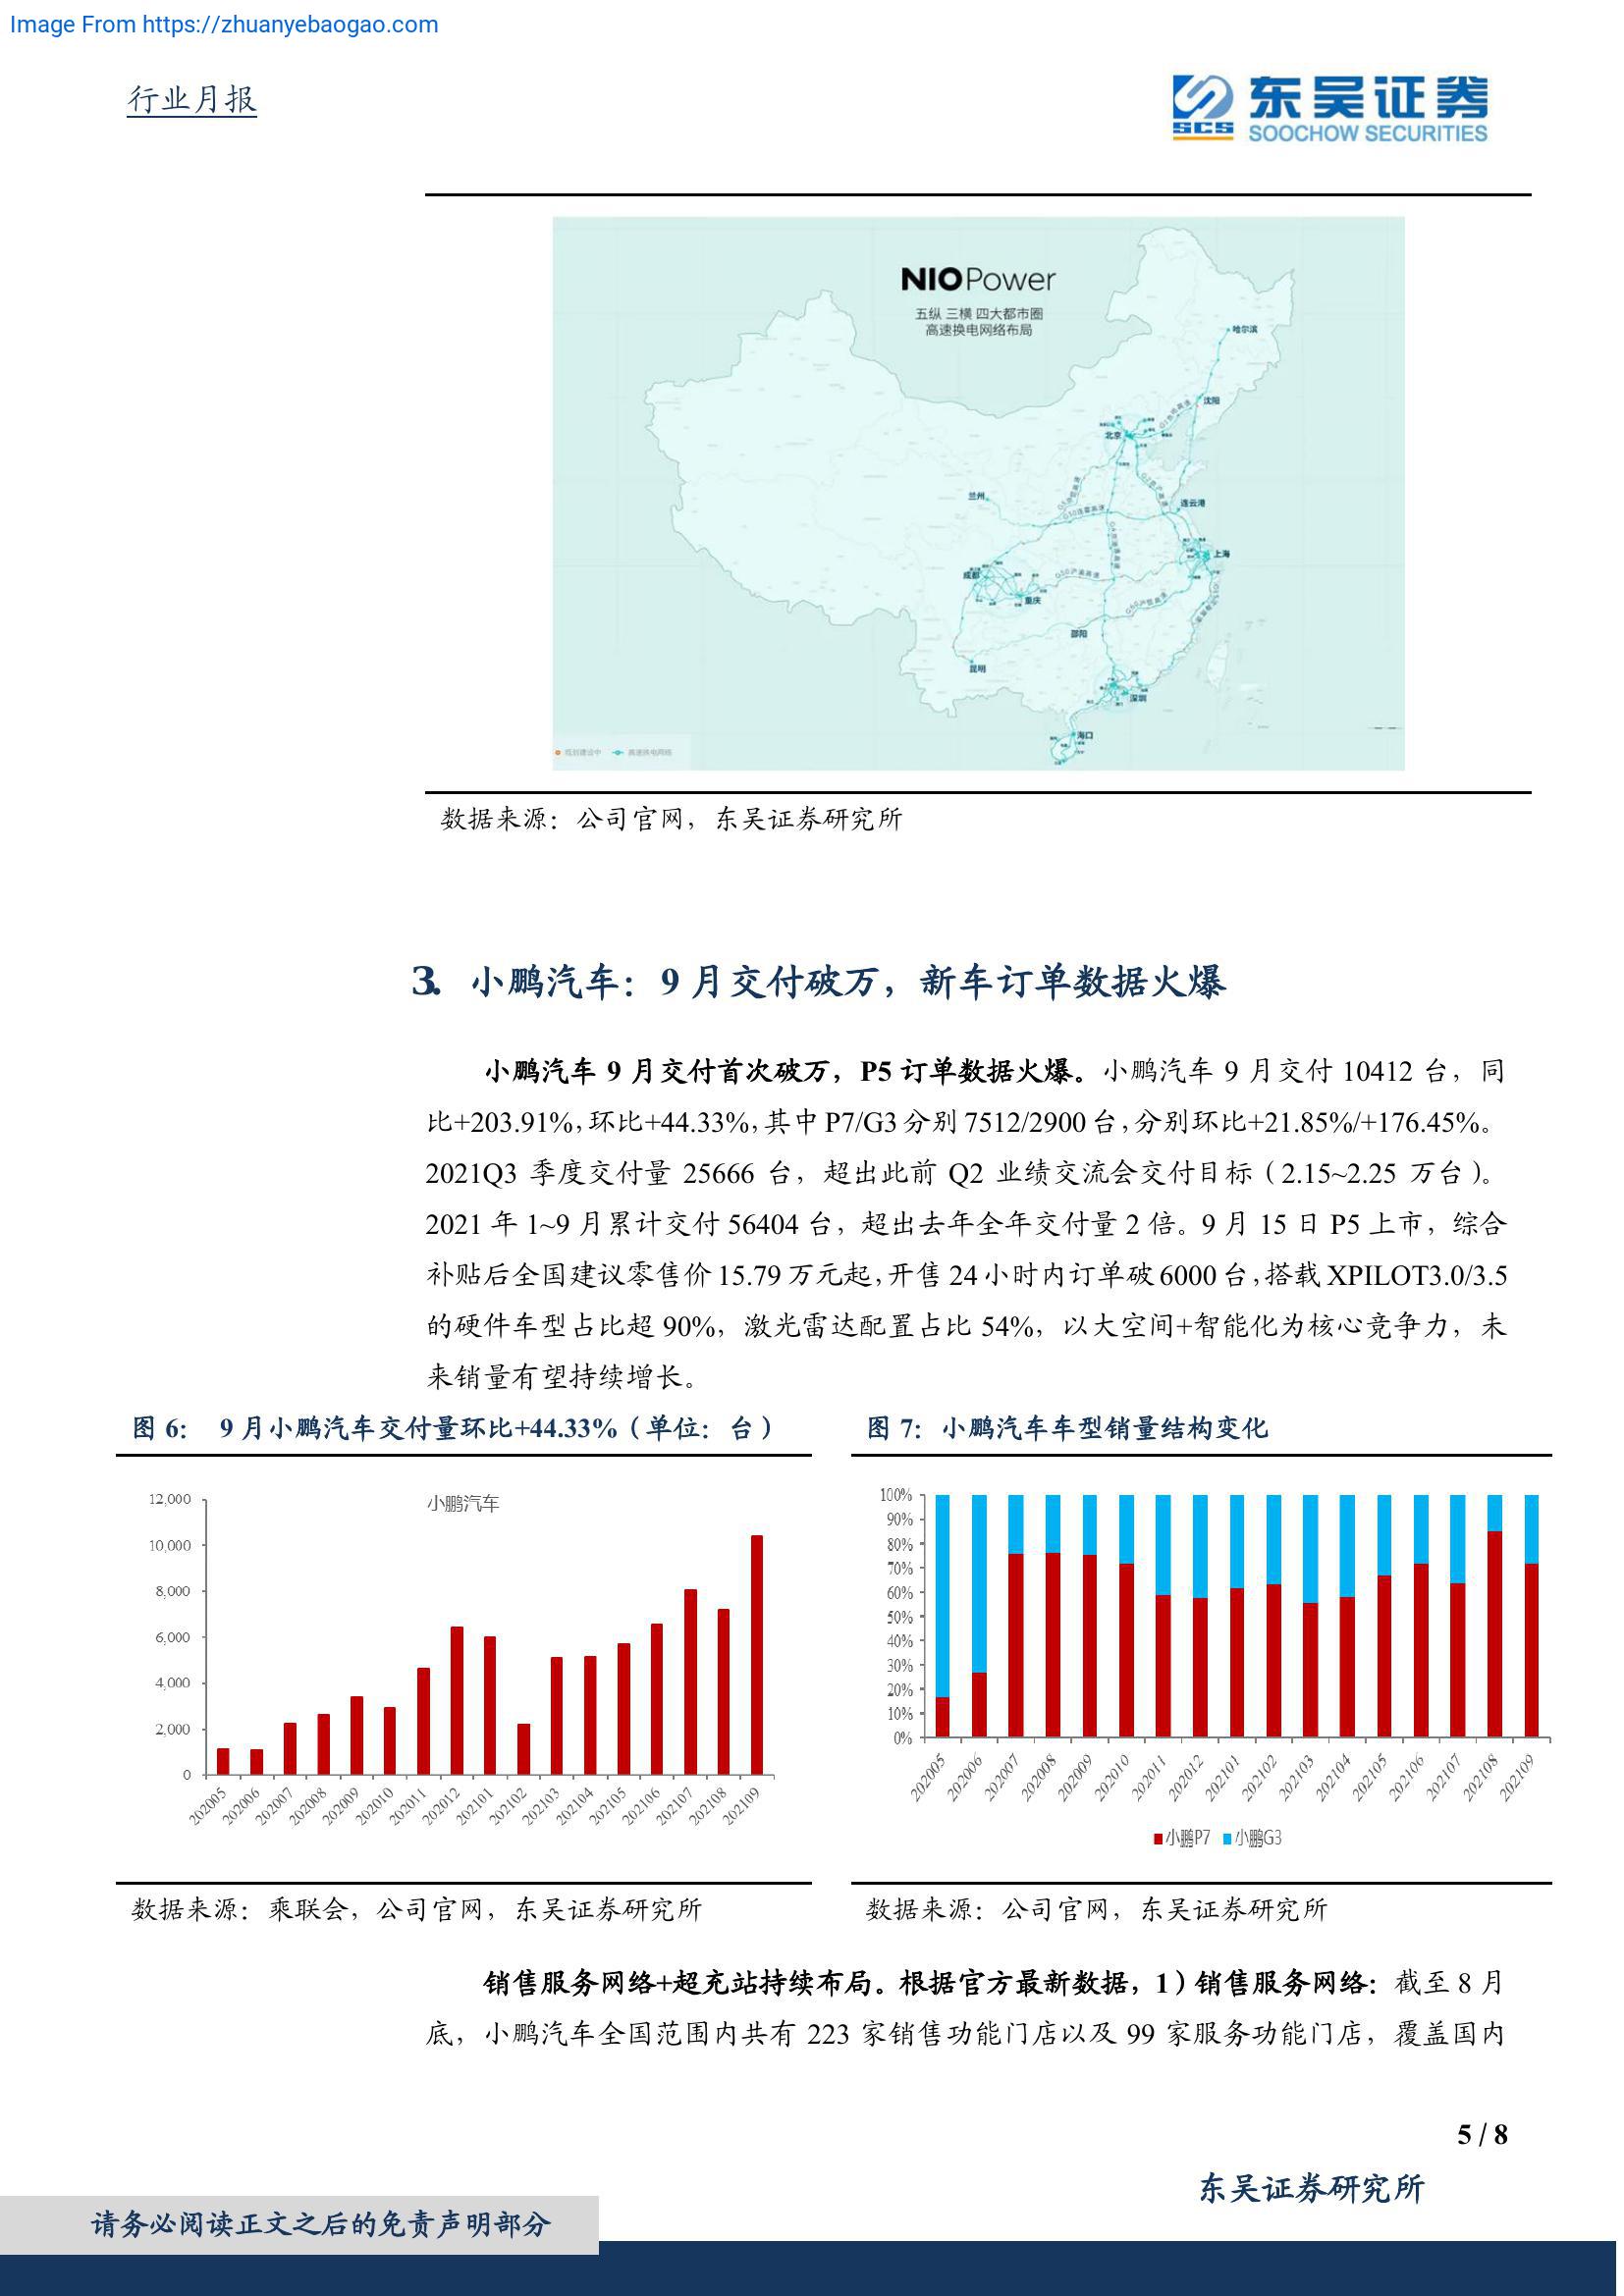 Image From https://zhuanyebaogao.com
行业月报
东吴证券
SCS
SOOCHOW SECURITIES
NIOPower
五纵 三横 四大都市圈
高速换电网络布局
哈尔滨
沈阳
北京
兰州
连云港
上海
成都
重庆
邵阳
昆明
深圳
海口
规划建设中 高速换电网络
数据来源：公司官网，东吴证券研究所
3. 小鹏汽车：9 月交付破万，新车订单数据火爆
小鹏汽车 9 月交付首次破万，P5 订单数据火爆。小鹏汽车 9 月交付 10412 台，同
比+203.91%，环比+44.33%，其中 P7/G3 分别 7512/2900 台，分别环比+21.85%/+176.45%。
2021Q3 季度交付量 25666 台，超出此前 Q2 业绩交流会交付目标（2.15~2.25 万台）。
2021 年 1~9 月累计交付 56404 台，超出去年全年交付量 2 倍。9 月 15 日 P5 上市，综合
补贴后全国建议零售价 15.79 万元起，开售 24 小时内订单破 6000 台，搭载 XPILOT3.0/3.5
的硬件车型占比超 90%，激光雷达配置占比 54%，以大空间+智能化为核心竞争力，未
来销量有望持续增长。
图 6： 9 月小鹏汽车交付量环比+44.33%（单位：台）
小鹏汽车
12,000
10,000
8,000
6,000
4,000
2,000
0
202005 202006 202007 202008 202009 202010 202011 202012 202101 202102 202103 202104 202105 202106 202107 202108 202109
数据来源：乘联会，公司官网，东吴证券研究所
图 7：小鹏汽车车型销量结构变化
100%
90%
80%
70%
60%
50%
40%
30%
20%
10%
0%
202005 202006 202007 202008 202009 202010 202011 202012 202101 202102 202103 202104 202105 202106 202107 202108 202109
小鹏P7 小鹏G3
数据来源：公司官网，东吴证券研究所
销售服务网络+超充站持续布局。根据官方最新数据，1）销售服务网络：截至 8 月
底，小鹏汽车全国范围内共有 223 家销售功能门店以及 99 家服务功能门店，覆盖国内
5 / 8
东吴证券研究所
请务必阅读正文之后的免责声明部分